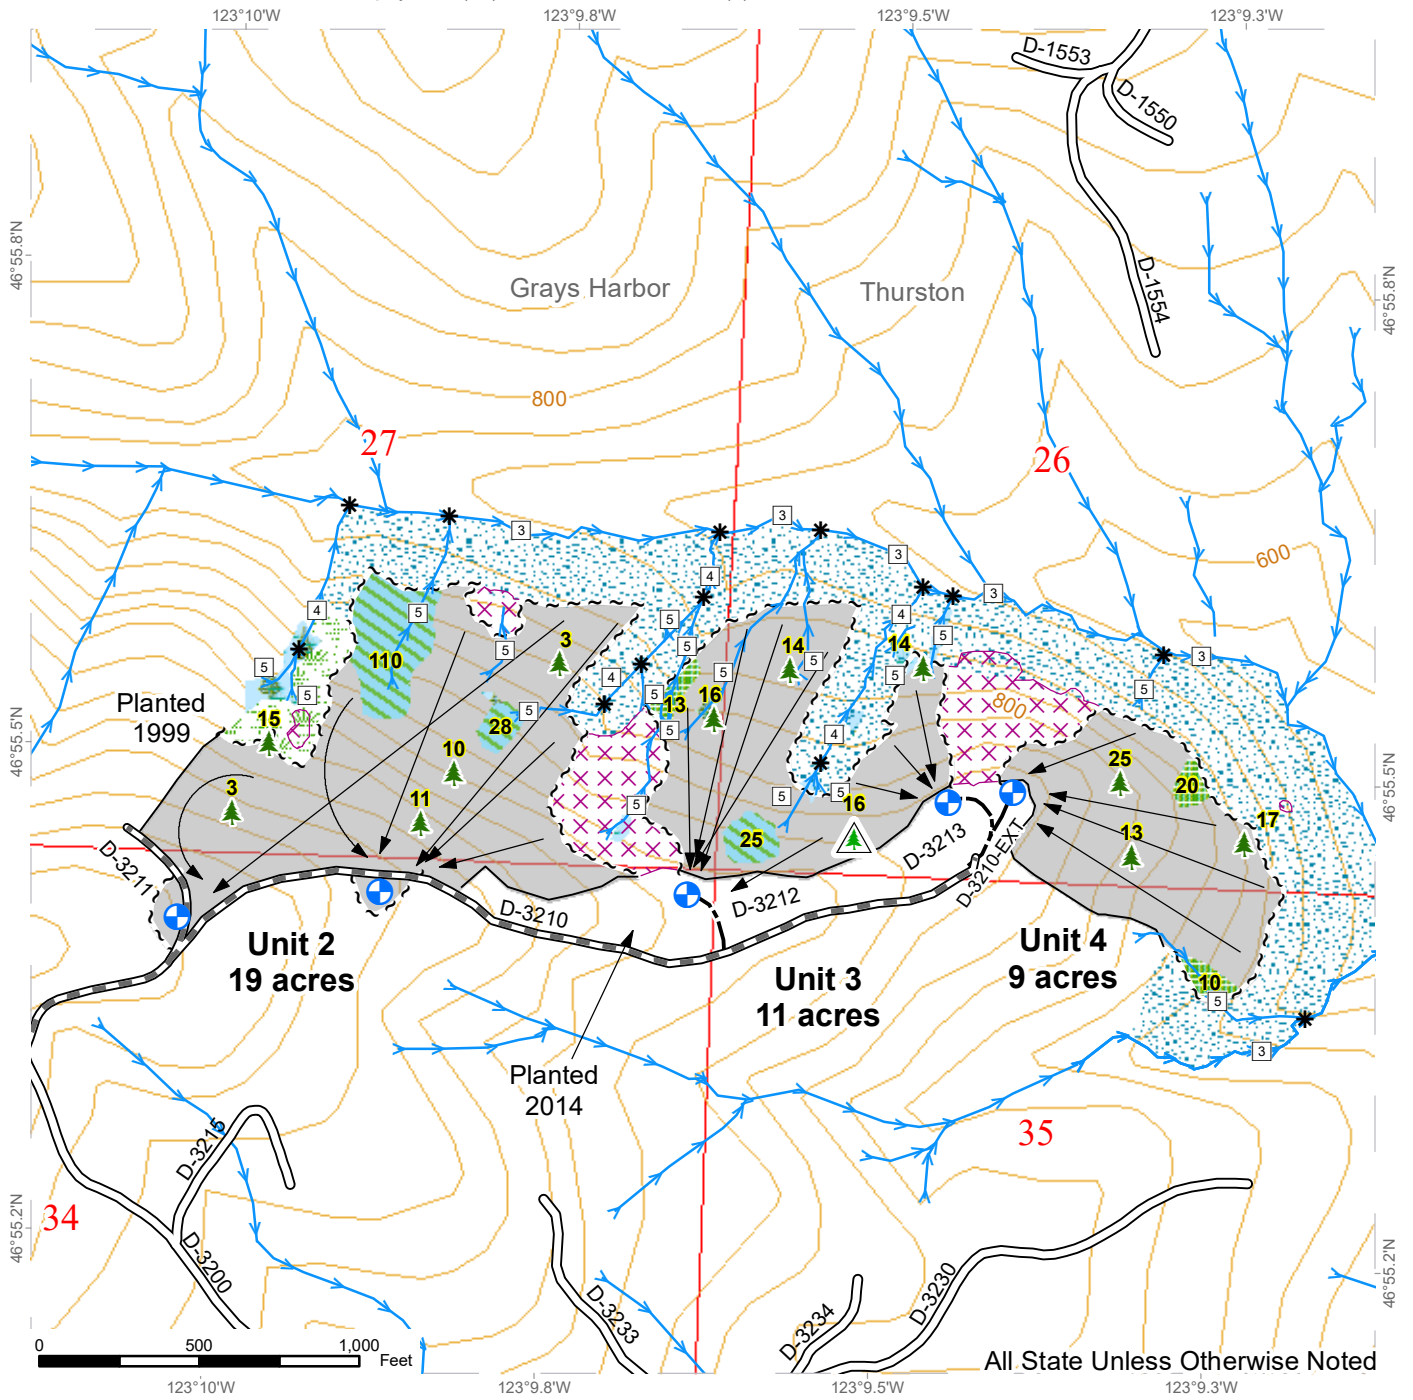 123°10'W
123°9.8'W
123°9.5'W
123°9.3'W
D-1553
D-1550
46°55.8'N
46°55.8'N
D-1554
Grays Harbor
Thurston
800
27
26
600
3
3
3
3
4
5
4
5
4
5
3
110
14
14
5
5
5
5
3
5
5
4
5
5
5
Planted
1999
15
28
5
5
13
16
5
800
46°55.5'N
46°55.5'N
10
4
25
20
3
11
5
5
5
16
17
25
13
D-3211
D-3213
D-3210-EXT
D-3210
D-3212
Unit 2
19 acres
Unit 3
11 acres
Unit 4
9 acres
10
5
3
Planted
2014
35
34
D-3215
D-3200
D-3233
D-3234
D-3230
46°55.2'N
46°55.2'N
0 500 1,000
Feet
All State Unless Otherwise Noted
123°10'W
123°9.8'W
123°9.5'W
123°9.3'W